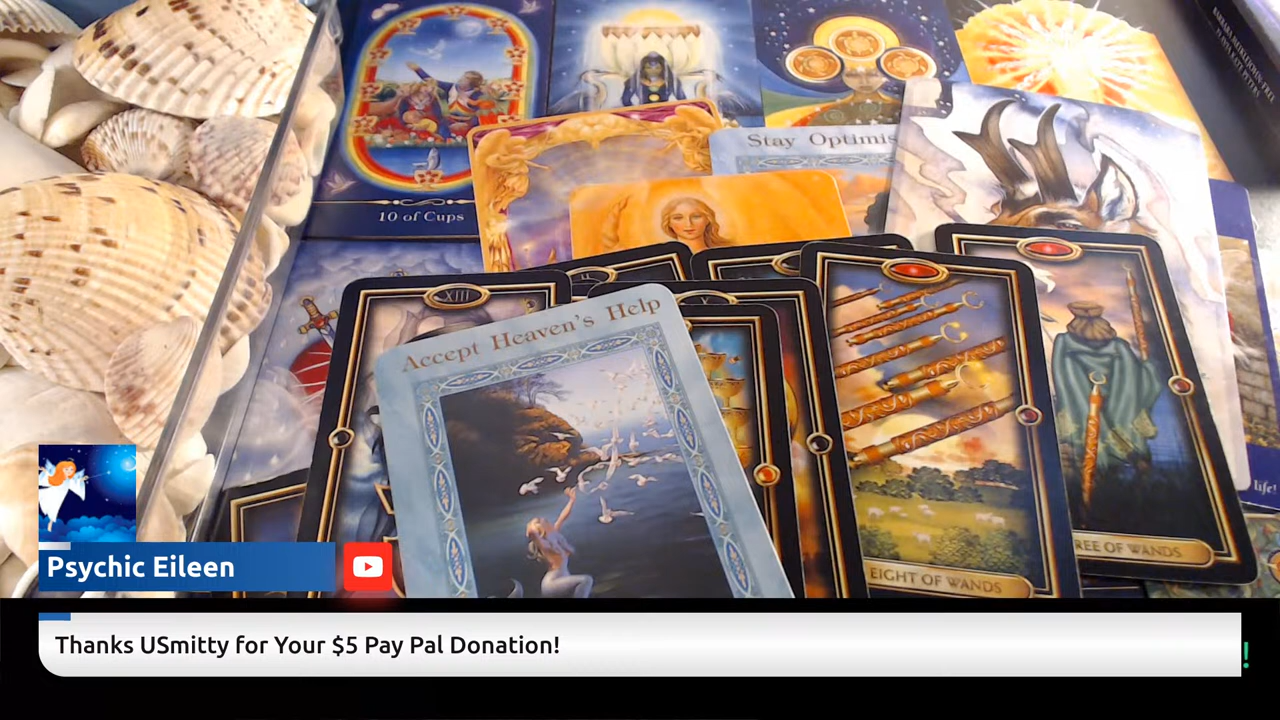 10 of Cups
Stay Optimis
XIII
Accept Heaven's Help
V
EIGHT OF WANDS
REE OF WANDS
life!
Psychic Eileen
Thanks USmitty for Your $5 Pay Pal Donation!
!